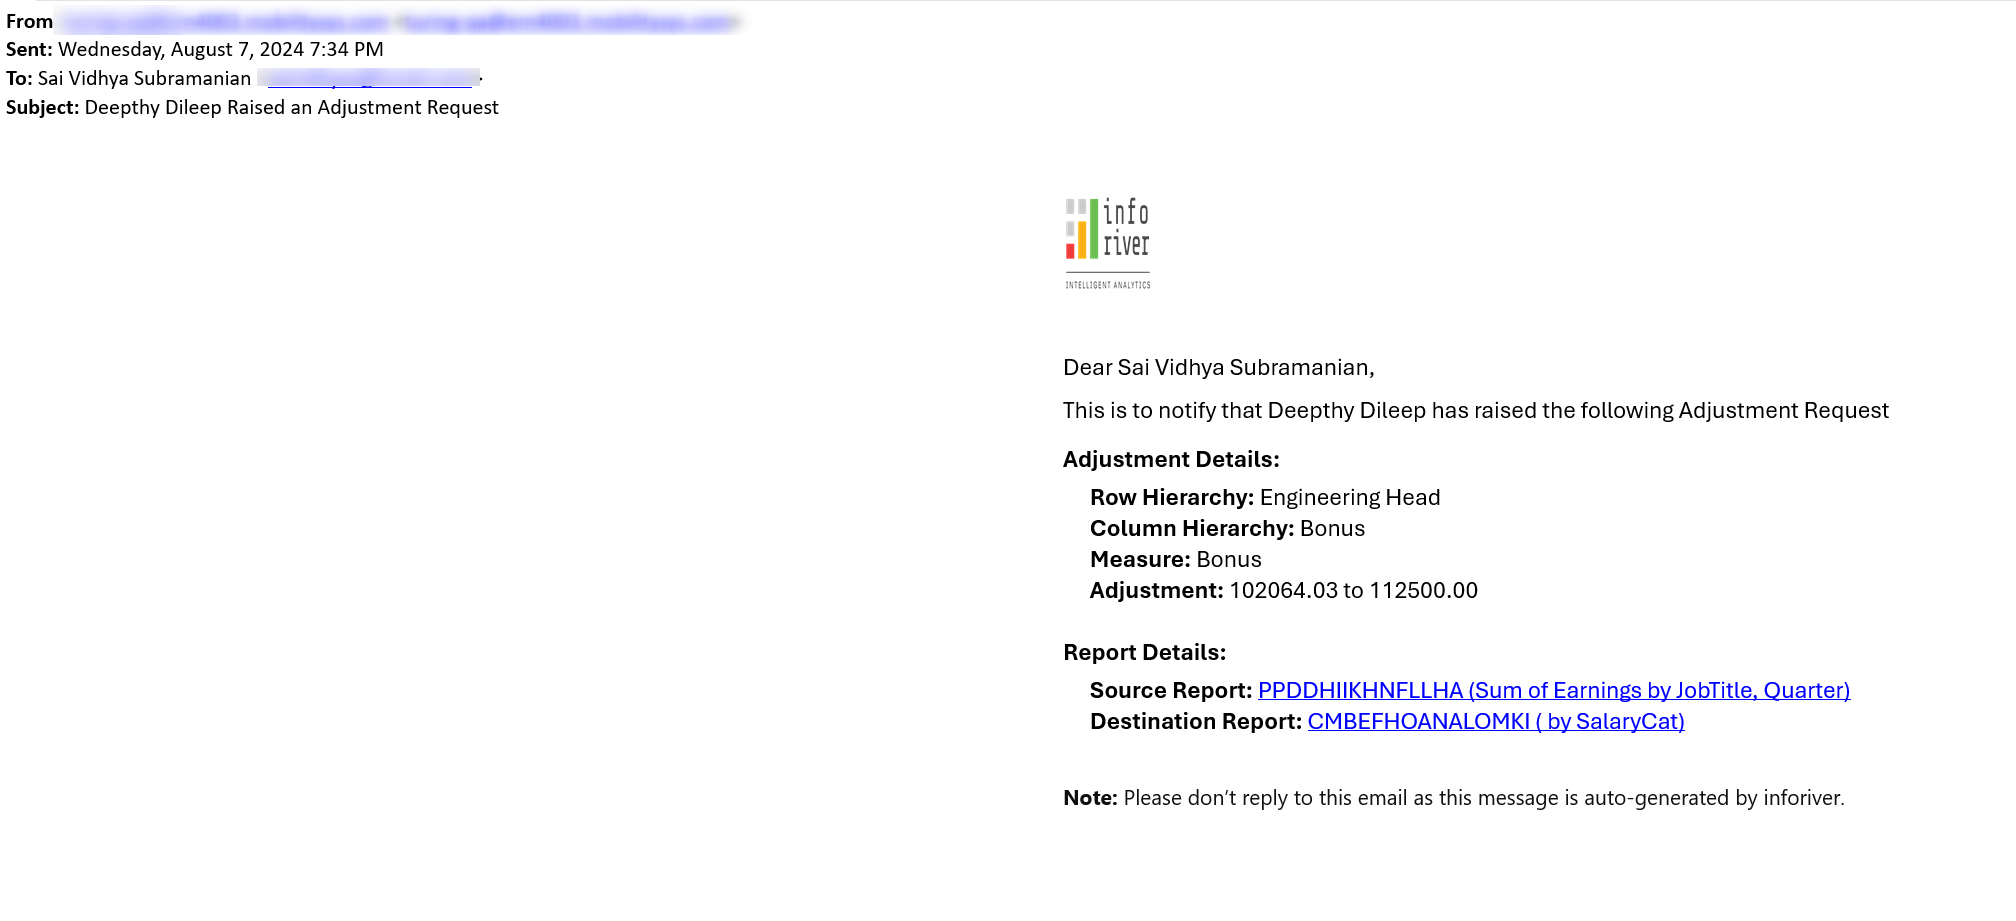 From
Sent: Wednesday, August 7, 2024 7:34 PM
To: Sai Vidhya Subramanian
Subject: Deepthy Dileep Raised an Adjustment Request
info
river
INTELLIGENT ANALYTICS
Dear Sai Vidhya Subramanian,
This is to notify that Deepthy Dileep has raised the following Adjustment Request
Adjustment Details:
Row Hierarchy: Engineering Head
Column Hierarchy: Bonus
Measure: Bonus
Adjustment: 102064.03 to 112500.00
Report Details:
Source Report: PPDDHIIKHNFLLHA (Sum of Earnings by JobTitle, Quarter)
Destination Report: CMBEFHOANALOMKI ( by SalaryCat)
Note: Please don’t reply to this email as this message is auto-generated by inforiver.